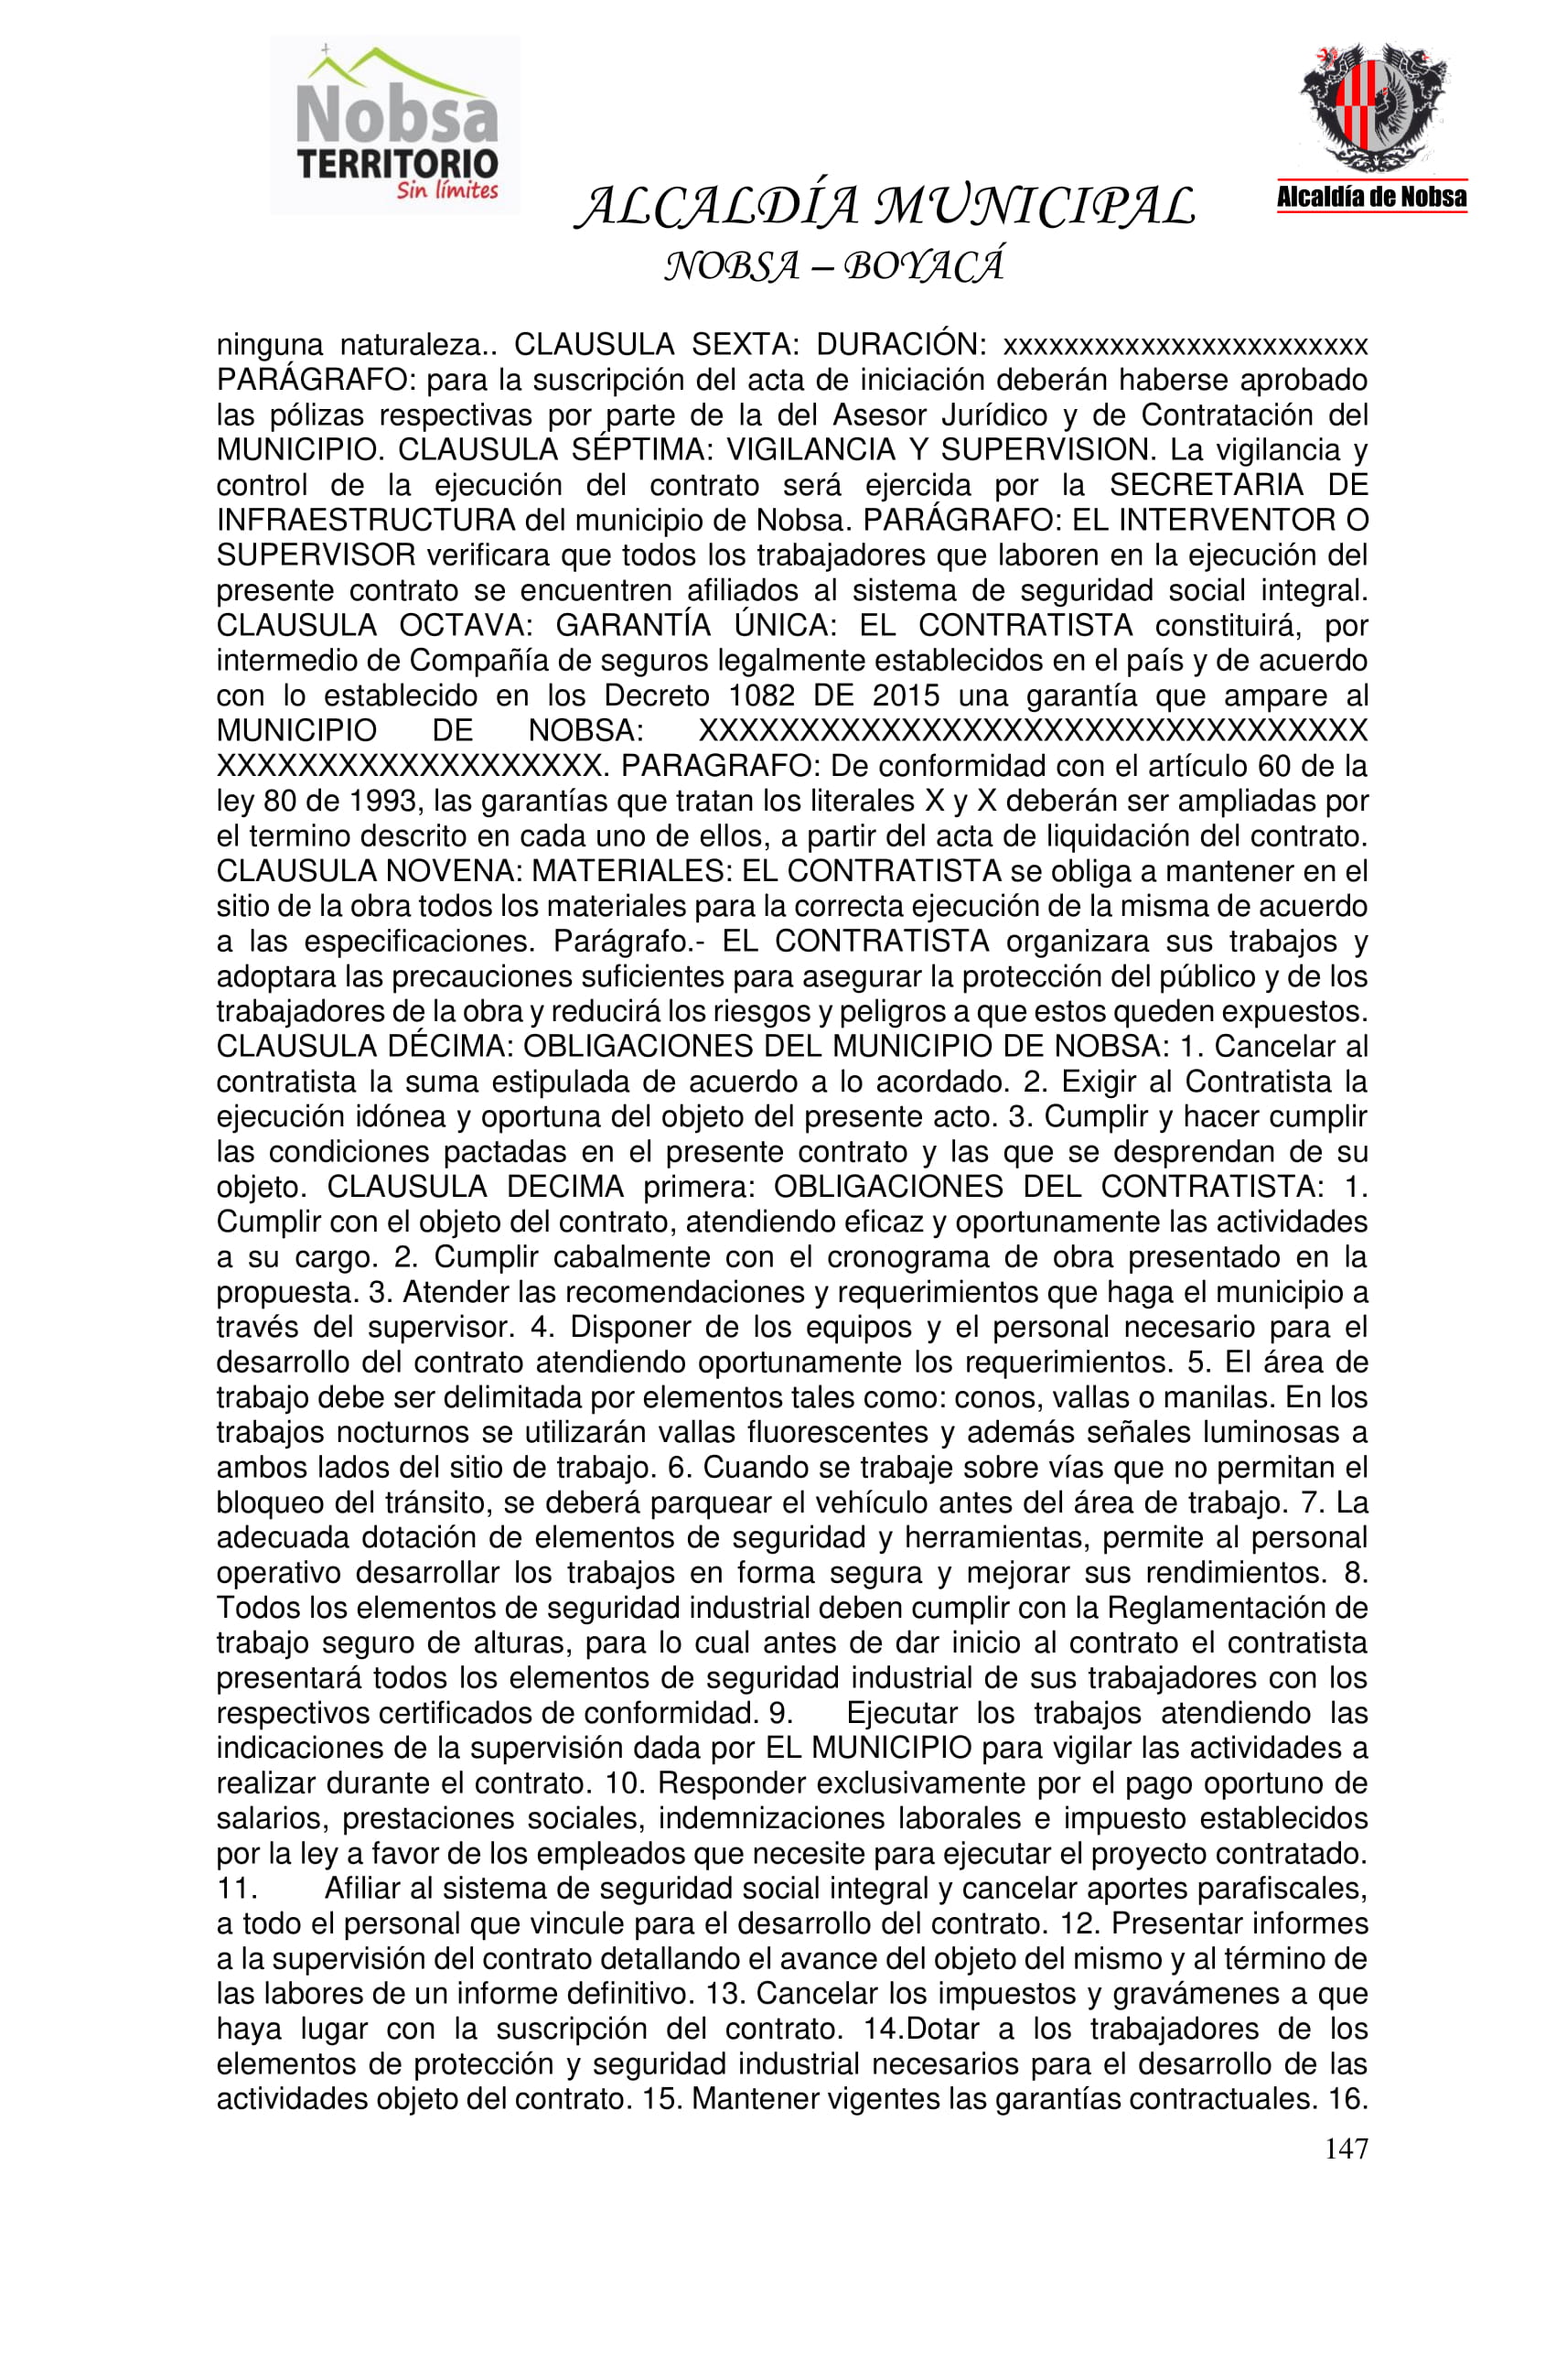 Nobsa
TERRITORIO
Sin límites
Alcaldía de Nobsa
ALCALDÍA MUNICIPAL
NOBSA – BOYACÁ
ninguna naturaleza.. CLAUSULA SEXTA: DURACIÓN: xxxxxxxxxxxxxxxxxxxxxxxx
PARÁGRAFO: para la suscripción del acta de iniciación deberán haberse aprobado
las pólizas respectivas por parte de la del Asesor Jurídico y de Contratación del
MUNICIPIO. CLAUSULA SÉPTIMA: VIGILANCIA Y SUPERVISION. La vigilancia y
control de la ejecución del contrato será ejercida por la SECRETARIA DE
INFRAESTRUCTURA del municipio de Nobsa. PARÁGRAFO: EL INTERVENTOR O
SUPERVISOR verificara que todos los trabajadores que laboren en la ejecución del
presente contrato se encuentren afiliados al sistema de seguridad social integral.
CLAUSULA OCTAVA: GARANTÍA ÚNICA: EL CONTRATISTA constituirá, por
intermedio de Compañía de seguros legalmente establecidos en el país y de acuerdo
con lo establecido en los Decreto 1082 DE 2015 una garantía que ampare al
MUNICIPIO DE NOBSA: XXXXXXXXXXXXXXXXXXXXXXXXXXXXXXXXX
XXXXXXXXXXXXXXXXXXX. PARAGRAFO: De conformidad con el artículo 60 de la
ley 80 de 1993, las garantías que tratan los literales X y X deberán ser ampliadas por
el termino descrito en cada uno de ellos, a partir del acta de liquidación del contrato.
CLAUSULA NOVENA: MATERIALES: EL CONTRATISTA se obliga a mantener en el
sitio de la obra todos los materiales para la correcta ejecución de la misma de acuerdo
a las especificaciones. Parágrafo.- EL CONTRATISTA organizara sus trabajos y
adoptara las precauciones suficientes para asegurar la protección del público y de los
trabajadores de la obra y reducirá los riesgos y peligros a que estos queden expuestos.
CLAUSULA DÉCIMA: OBLIGACIONES DEL MUNICIPIO DE NOBSA: 1. Cancelar al
contratista la suma estipulada de acuerdo a lo acordado. 2. Exigir al Contratista la
ejecución idónea y oportuna del objeto del presente acto. 3. Cumplir y hacer cumplir
las condiciones pactadas en el presente contrato y las que se desprendan de su
objeto. CLAUSULA DECIMA primera: OBLIGACIONES DEL CONTRATISTA: 1.
Cumplir con el objeto del contrato, atendiendo eficaz y oportunamente las actividades
a su cargo. 2. Cumplir cabalmente con el cronograma de obra presentado en la
propuesta. 3. Atender las recomendaciones y requerimientos que haga el municipio a
través del supervisor. 4. Disponer de los equipos y el personal necesario para el
desarrollo del contrato atendiendo oportunamente los requerimientos. 5. El área de
trabajo debe ser delimitada por elementos tales como: conos, vallas o manilas. En los
trabajos nocturnos se utilizarán vallas fluorescentes y además señales luminosas a
ambos lados del sitio de trabajo. 6. Cuando se trabaje sobre vías que no permitan el
bloqueo del tránsito, se deberá parquear el vehículo antes del área de trabajo. 7. La
adecuada dotación de elementos de seguridad y herramientas, permite al personal
operativo desarrollar los trabajos en forma segura y mejorar sus rendimientos. 8.
Todos los elementos de seguridad industrial deben cumplir con la Reglamentación de
trabajo seguro de alturas, para lo cual antes de dar inicio al contrato el contratista
presentará todos los elementos de seguridad industrial de sus trabajadores con los
respectivos certificados de conformidad. 9. Ejecutar los trabajos atendiendo las
indicaciones de la supervisión dada por EL MUNICIPIO para vigilar las actividades a
realizar durante el contrato. 10. Responder exclusivamente por el pago oportuno de
salarios, prestaciones sociales, indemnizaciones laborales e impuesto establecidos
por la ley a favor de los empleados que necesite para ejecutar el proyecto contratado.
11. Afiliar al sistema de seguridad social integral y cancelar aportes parafiscales,
a todo el personal que vincule para el desarrollo del contrato. 12. Presentar informes
a la supervisión del contrato detallando el avance del objeto del mismo y al término de
las labores de un informe definitivo. 13. Cancelar los impuestos y gravámenes a que
haya lugar con la suscripción del contrato. 14.Dotar a los trabajadores de los
elementos de protección y seguridad industrial necesarios para el desarrollo de las
actividades objeto del contrato. 15. Mantener vigentes las garantías contractuales. 16.
147